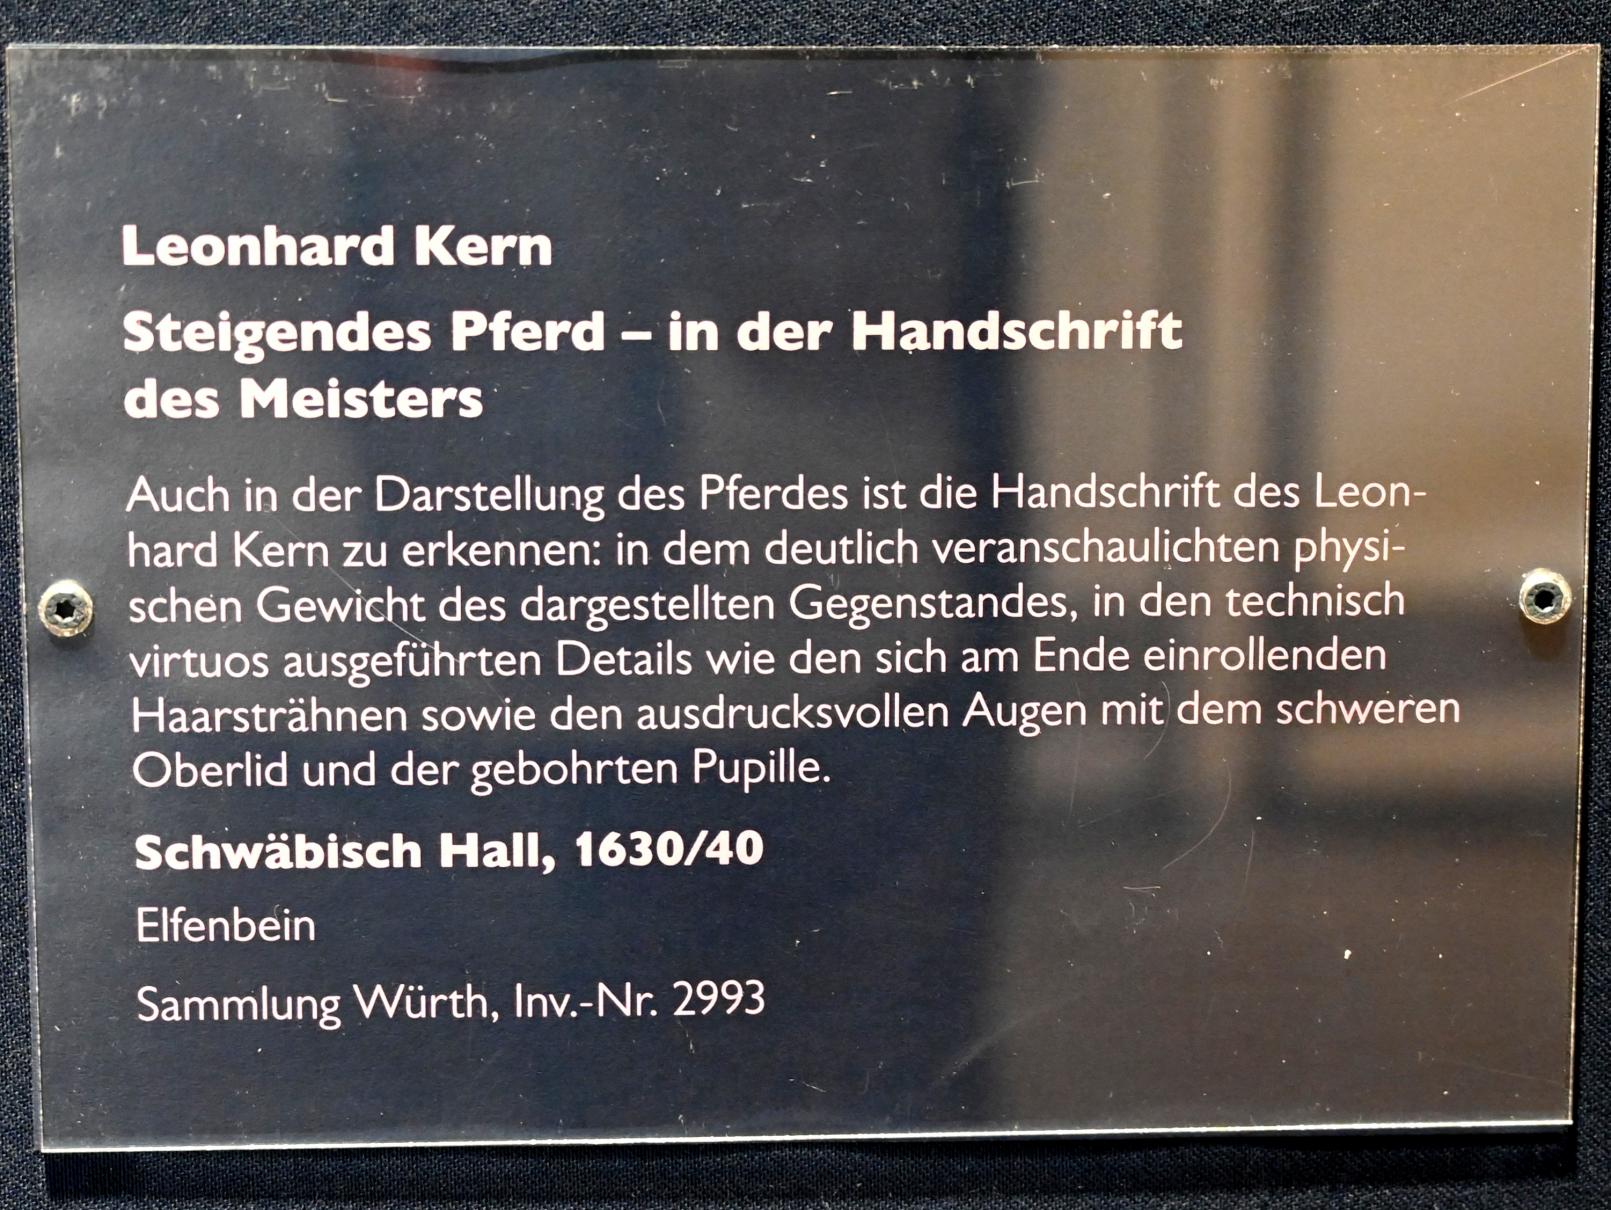 Leonhard Kern
Steigendes Pferd – in der Handschrift
des Meisters
Auch in der Darstellung des Pferdes ist die Handschrift des Leon-
hard Kern zu erkennen: in dem deutlich veranschaulichten physi-
schen Gewicht des dargestellten Gegenstandes, in den technisch
virtuos ausgeführten Details wie den sich am Ende einrollenden
Haarsträhnen sowie den ausdrucksvollen Augen mit dem schweren
Oberlid und der gebohrten Pupille.
Schwäbisch Hall, 1630/40
Elfenbein
Sammlung Würth, Inv.-Nr. 2993